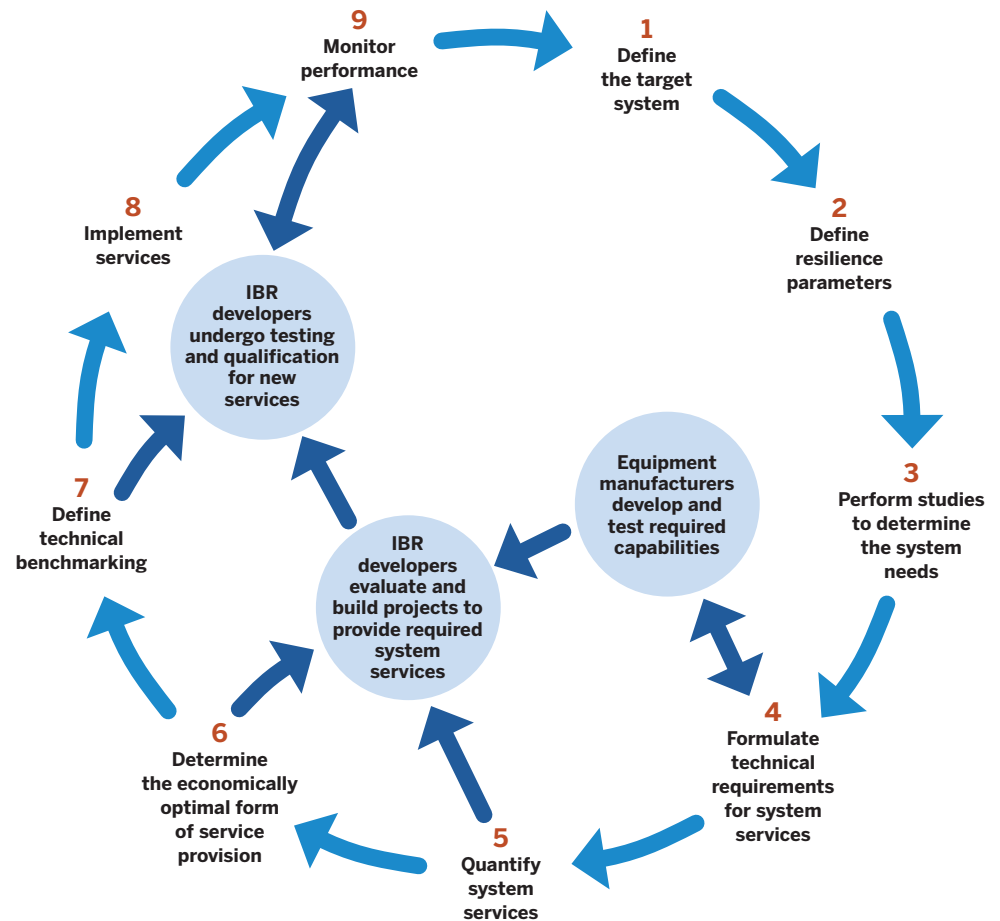 1
Define
the target
system
2
Define
resilience
parameters
3
Perform studies
to determine
the system
needs
4
Formulate
technical
requirements
for system
services
5
Quantify
system
services
6
Determine
the economically
optimal form
of service
provision
7
Define
technical
benchmarking
8
Implement
services
9
Monitor
performance
IBR
developers
undergo testing
and qualification
for new
services
Equipment
manufacturers
develop and
test required
capabilities
IBR
developers
evaluate and
build projects to
provide required
system
services